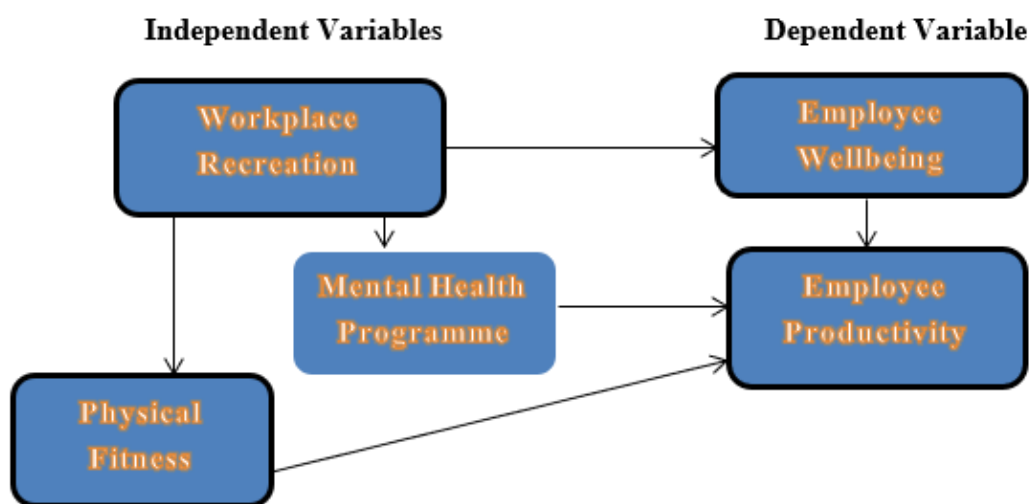 Independent Variables
Dependent Variable
Workplace
Recreation
Employee
Wellbeing
Mental Health
Programme
Employee
Productivity
Physical
Fitness